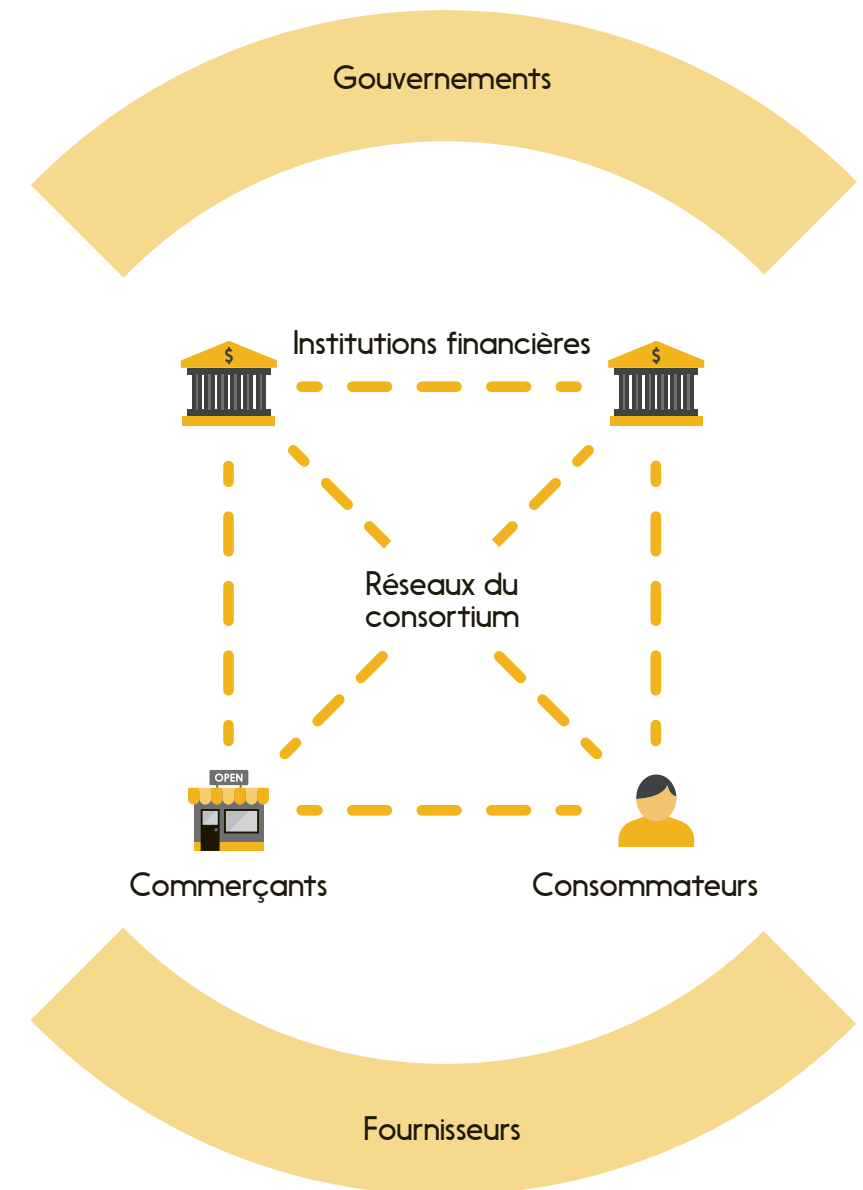 Gouvernements
$
$
Institutions financières
Réseaux du
consortium
OPEN
Commerçants
Consommateurs
Fournisseurs